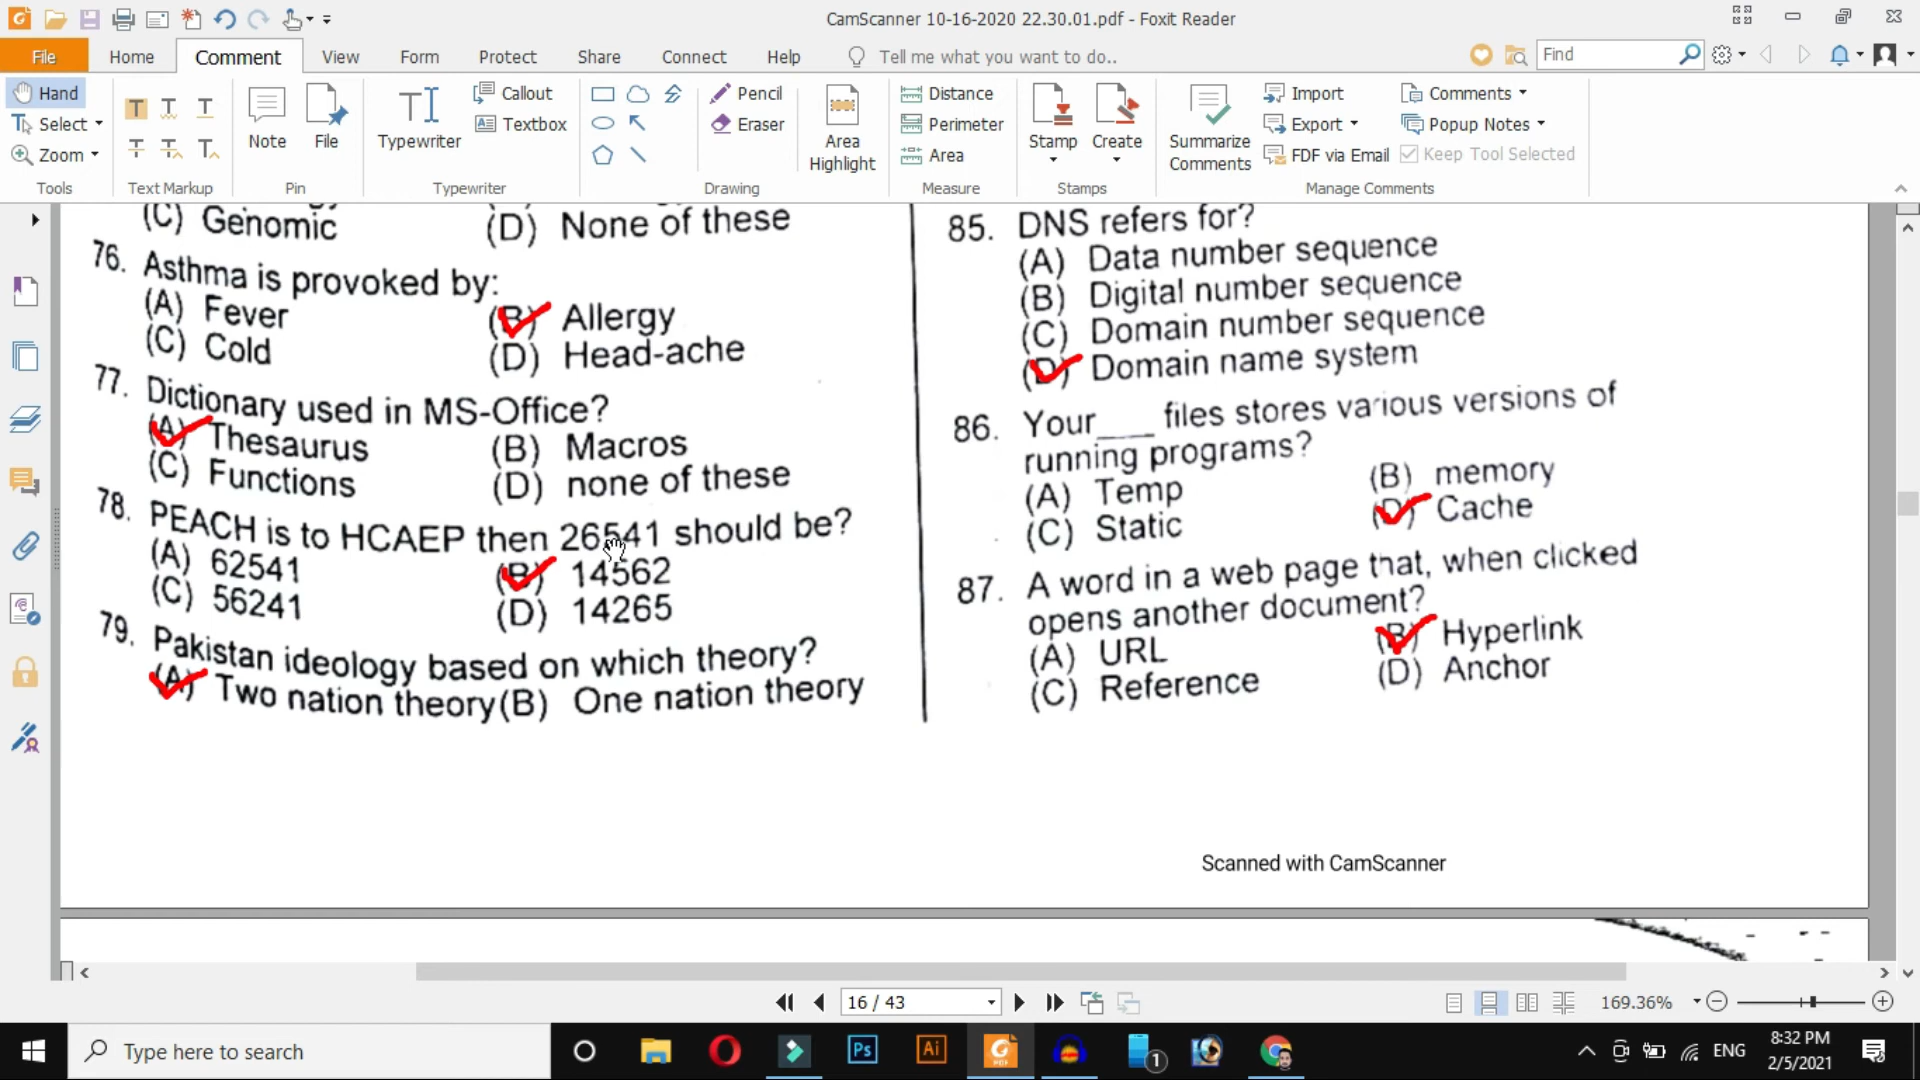 CamScanner 10-16-2020 22.30.01.pdf - Foxit Reader
File Home Comment View Form Protect Share Connect Help Tell me what you want to do.. Find
Hand
Select
Zoom
Tools
Text Markup
Note
File
Pin
Typewriter
Callout
Textbox
Typewriter
Pencil
Eraser
Drawing
Area
Highlight
Distance
Perimeter
Area
Measure
Stamp
Create
Stamps
Summarize
Comments
Import
Export
FDF via Email
Comments
Popup Notes
Keep Tool Selected
Manage Comments
(C) Genomic (D) None of these
76. Asthma is provoked by:
(A) Fever (B) Allergy
(C) Cold (D) Head-ache
77. Dictionary used in MS-Office?
(A) Thesaurus (B) Macros
(C) Functions (D) none of these
78. PEACH is to HCAEP then 26541 should be?
(A) 62541 (B) 14562
(C) 56241 (D) 14265
79. Pakistan ideology based on which theory?
(A) Two nation theory (B) One nation theory
85. DNS refers for?
(A) Data number sequence
(B) Digital number sequence
(C) Domain number sequence
(D) Domain name system
86. Your___ files stores various versions of
running programs?
(A) Temp (B) memory
(C) Static (D) Cache
87. A word in a web page that, when clicked
opens another document?
(A) URL (B) Hyperlink
(C) Reference (D) Anchor
Scanned with CamScanner
16 / 43
169.36%
Type here to search
Ps
Ai
1
ENG
8:32 PM
2/5/2021